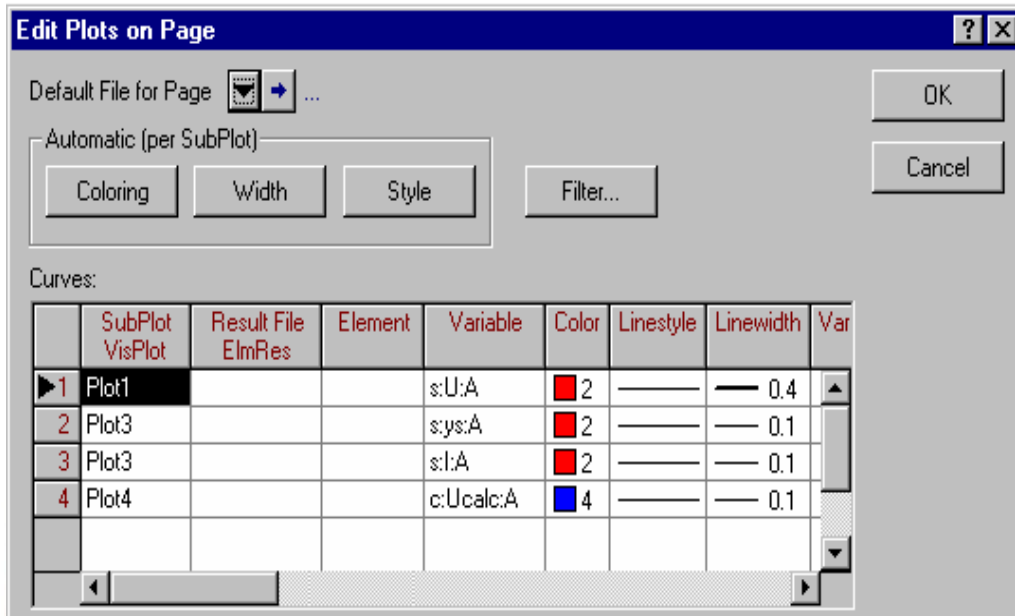 Edit Plots on Page
Default File for Page ...
OK
Automatic (per SubPlot)
Coloring Width Style Filter...
Cancel
Curves:
SubPlot VisPlot Result File ElmRes Element Variable Color Linestyle Linewidth Var
1 Plot1 s:U:A 2 0.4
2 Plot3 s:ys:A 2 0.1
3 Plot3 s:I:A 2 0.1
4 Plot4 c:Ucalc:A 4 0.1